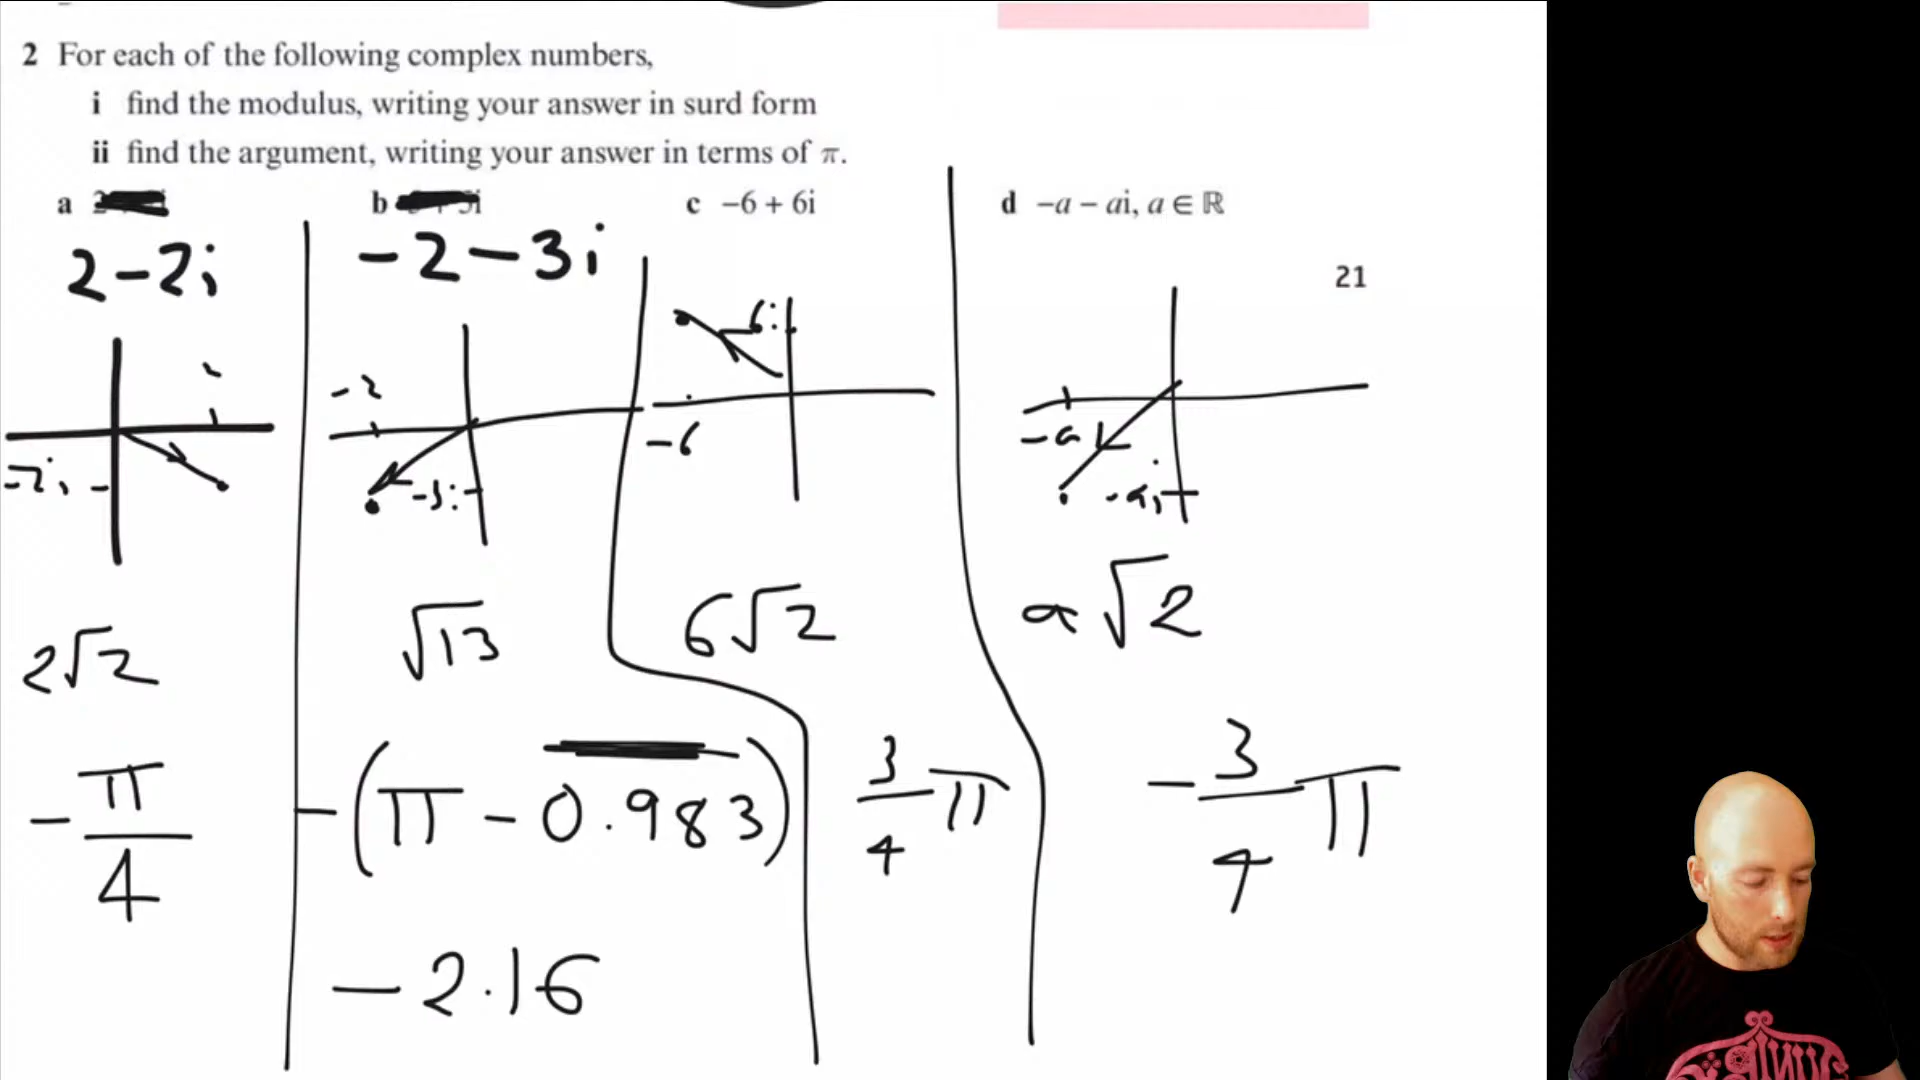 2 For each of the following complex numbers,
i find the modulus, writing your answer in surd form
ii find the argument, writing your answer in terms of π.
a
b 3i
c −6 + 6i
d −a − ai, a ∈ ℝ
2-2i
-2-3i
21
2
-2i
-2
-3i
6i
-6
-a
-ai
2√2
√13
6√2
a√2
-π/4
-(π - 0.983)
3/4 π
-3/4 π
-2.16